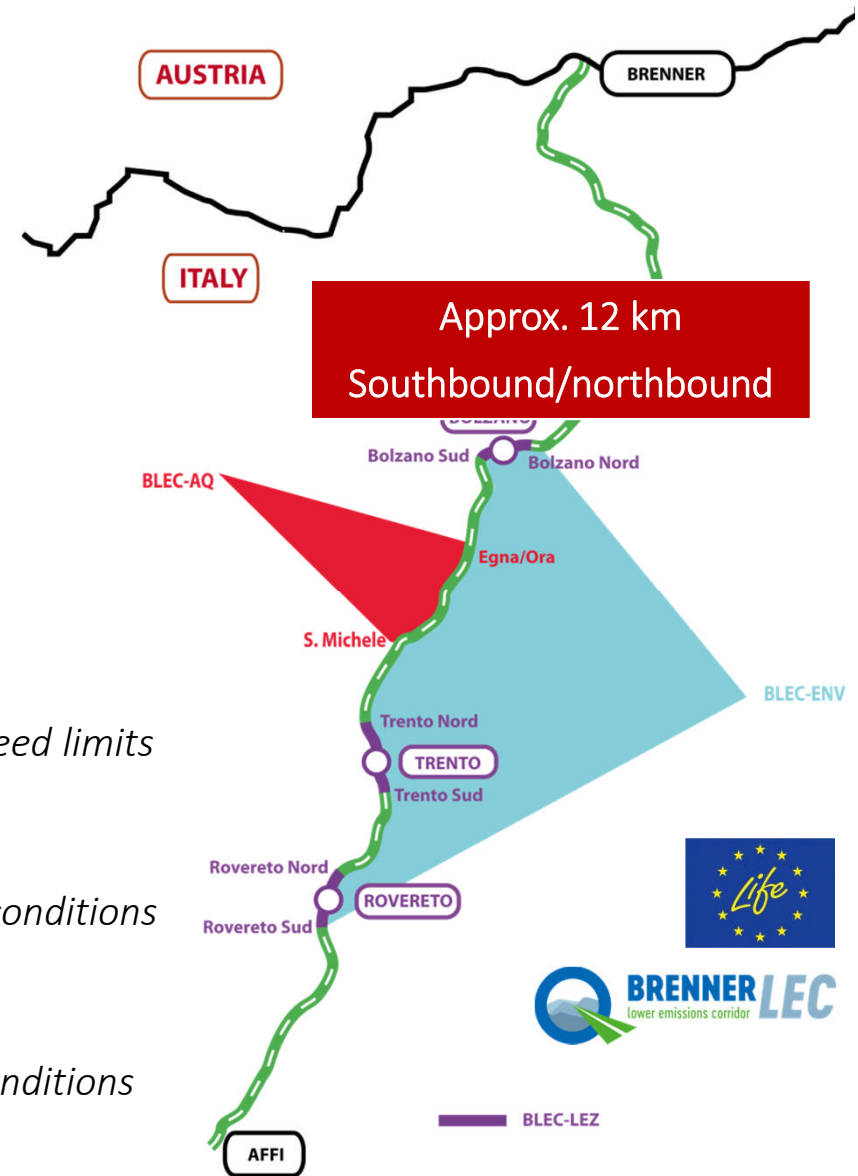 AUSTRIA
BRENNER
ITALY
Approx. 12 km
Southbound/northbound
BOLZANO
Bolzano Sud
Bolzano Nord
BLEC-AQ
Egna/Ora
S. Michele
BLEC-ENV
Trento Nord
eed limits
TRENTO
Trento Sud
Rovereto Nord
Life
ROVERETO
conditions
Rovereto Sud
BRENNER LEC
lower emissions corridor
nditions
BLEC-LEZ
AFFI